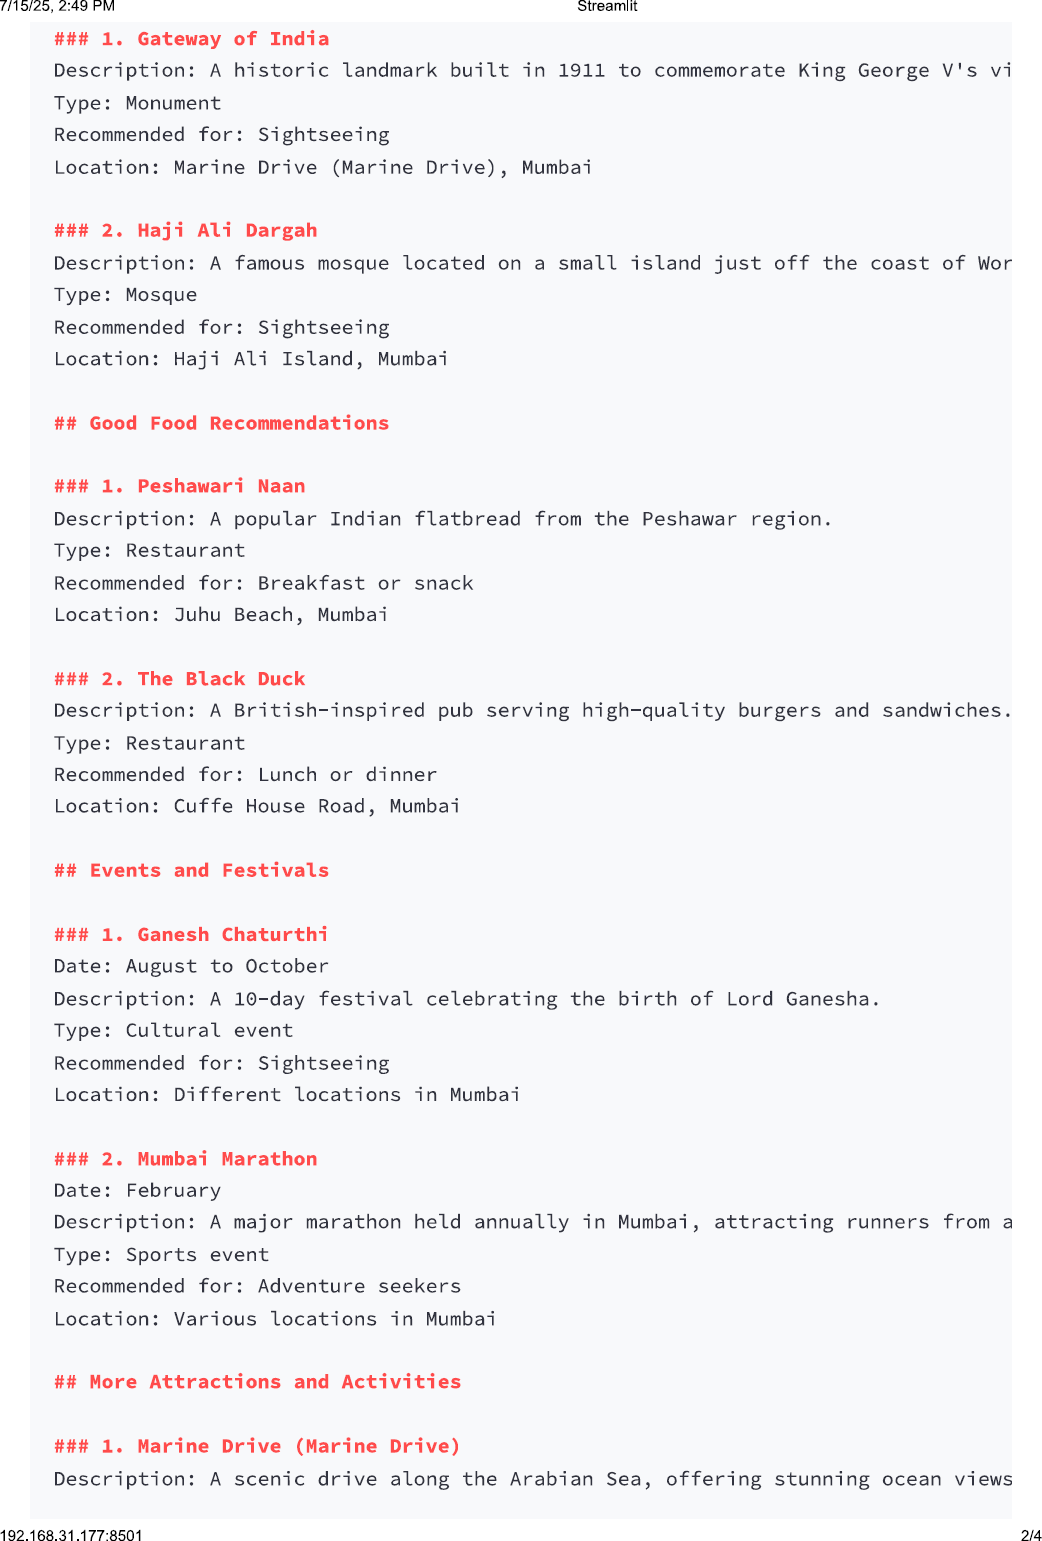 7/15/25, 2:49 PM
Streamlit
### 1. Gateway of India
Description: A historic landmark built in 1911 to commemorate King George V's vi
Type: Monument
Recommended for: Sightseeing
Location: Marine Drive (Marine Drive), Mumbai
### 2. Haji Ali Dargah
Description: A famous mosque located on a small island just off the coast of Wor
Type: Mosque
Recommended for: Sightseeing
Location: Haji Ali Island, Mumbai
## Good Food Recommendations
### 1. Peshawari Naan
Description: A popular Indian flatbread from the Peshawar region.
Type: Restaurant
Recommended for: Breakfast or snack
Location: Juhu Beach, Mumbai
### 2. The Black Duck
Description: A British-inspired pub serving high-quality burgers and sandwiches.
Type: Restaurant
Recommended for: Lunch or dinner
Location: Cuffe House Road, Mumbai
## Events and Festivals
### 1. Ganesh Chaturthi
Date: August to October
Description: A 10-day festival celebrating the birth of Lord Ganesha.
Type: Cultural event
Recommended for: Sightseeing
Location: Different locations in Mumbai
### 2. Mumbai Marathon
Date: February
Description: A major marathon held annually in Mumbai, attracting runners from a
Type: Sports event
Recommended for: Adventure seekers
Location: Various locations in Mumbai
## More Attractions and Activities
### 1. Marine Drive (Marine Drive)
Description: A scenic drive along the Arabian Sea, offering stunning ocean views
192.168.31.177:8501
2/4